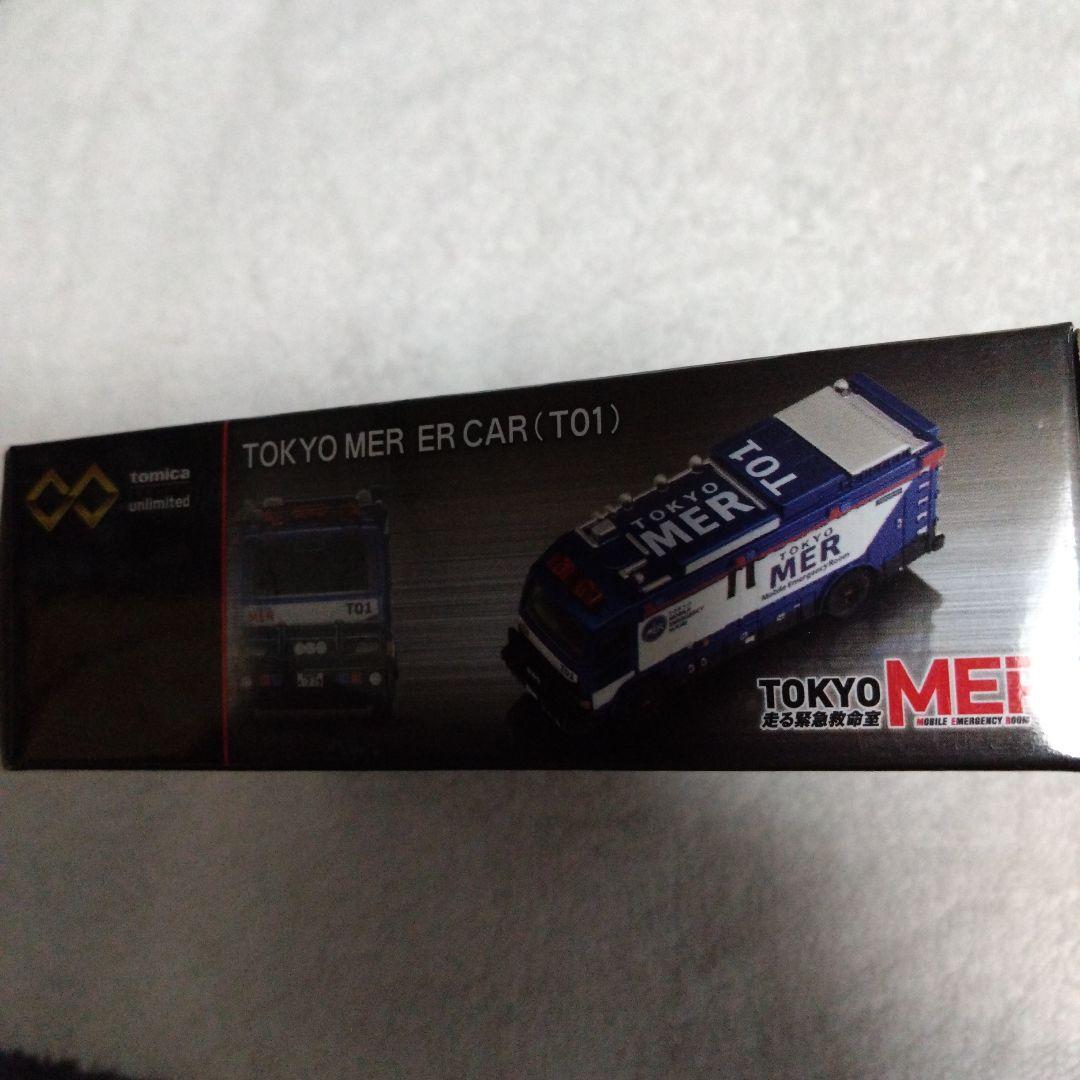 tomica
unlimited
TOKYO MER ER CAR(T01)
MER T01
TOKYO
MER
T01
TOKYO
MER
Mobile Emergency Room
T01
TOKYO MER
走る緊急救命室
MOBILE EMERGENCY ROOM